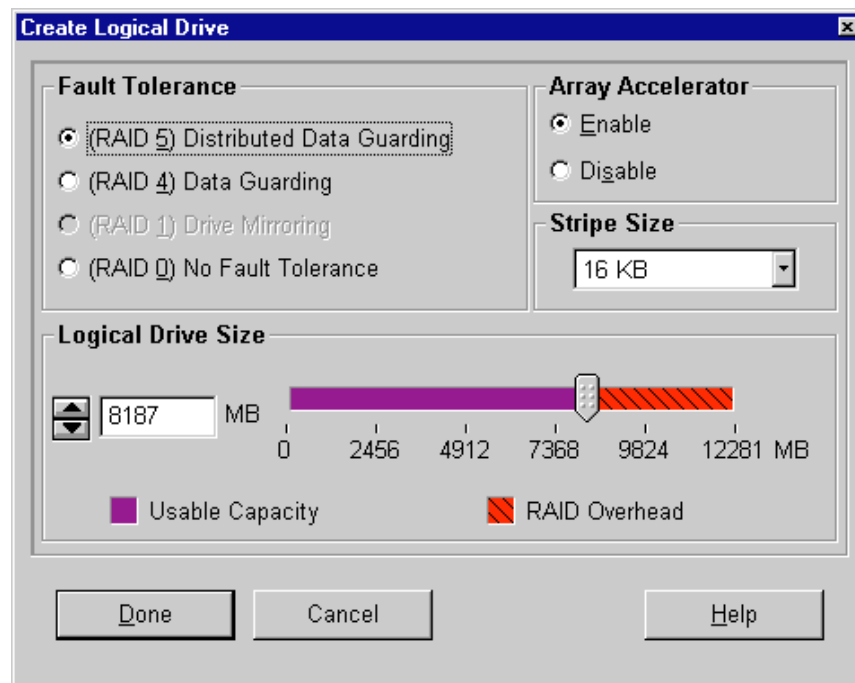 Create Logical Drive
Fault Tolerance
(RAID 5) Distributed Data Guarding
(RAID 4) Data Guarding
(RAID 1) Drive Mirroring
(RAID 0) No Fault Tolerance
Array Accelerator
Enable
Disable
Stripe Size
16 KB
Logical Drive Size
8187 MB
0 2456 4912 7368 9824 12281 MB
Usable Capacity RAID Overhead
Done Cancel Help